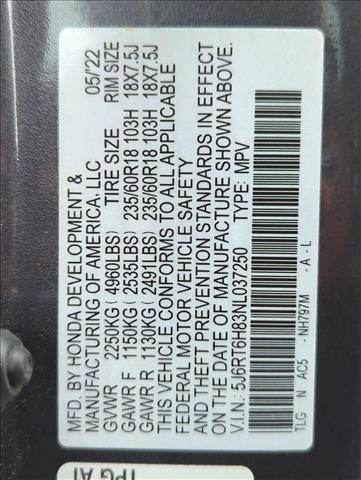 MFD. BY HONDA DEVELOPMENT & 05/'22
MANUFACTURING OF AMERICA, LLC
TIRE SIZE RIM SIZE
GVWR 2250KG ( 4960LBS)
GAWR F 1150KG ( 2535LBS) 235/60R18 103H 18X7.5J
GAWR R 1130KG ( 2491LBS) 235/60R18 103H 18X7.5J
THIS VEHICLE CONFORMS TO ALL APPLICABLE
FEDERAL MOTOR VEHICLE SAFETY
AND THEFT PREVENTION STANDARDS IN EFFECT
ON THE DATE OF MANUFACTURE SHOWN ABOVE.
V.I.N.: 5J6RT6H83NL037250 TYPE: MPV
TLG N AC5 - NH797M - A - L
TPG AT